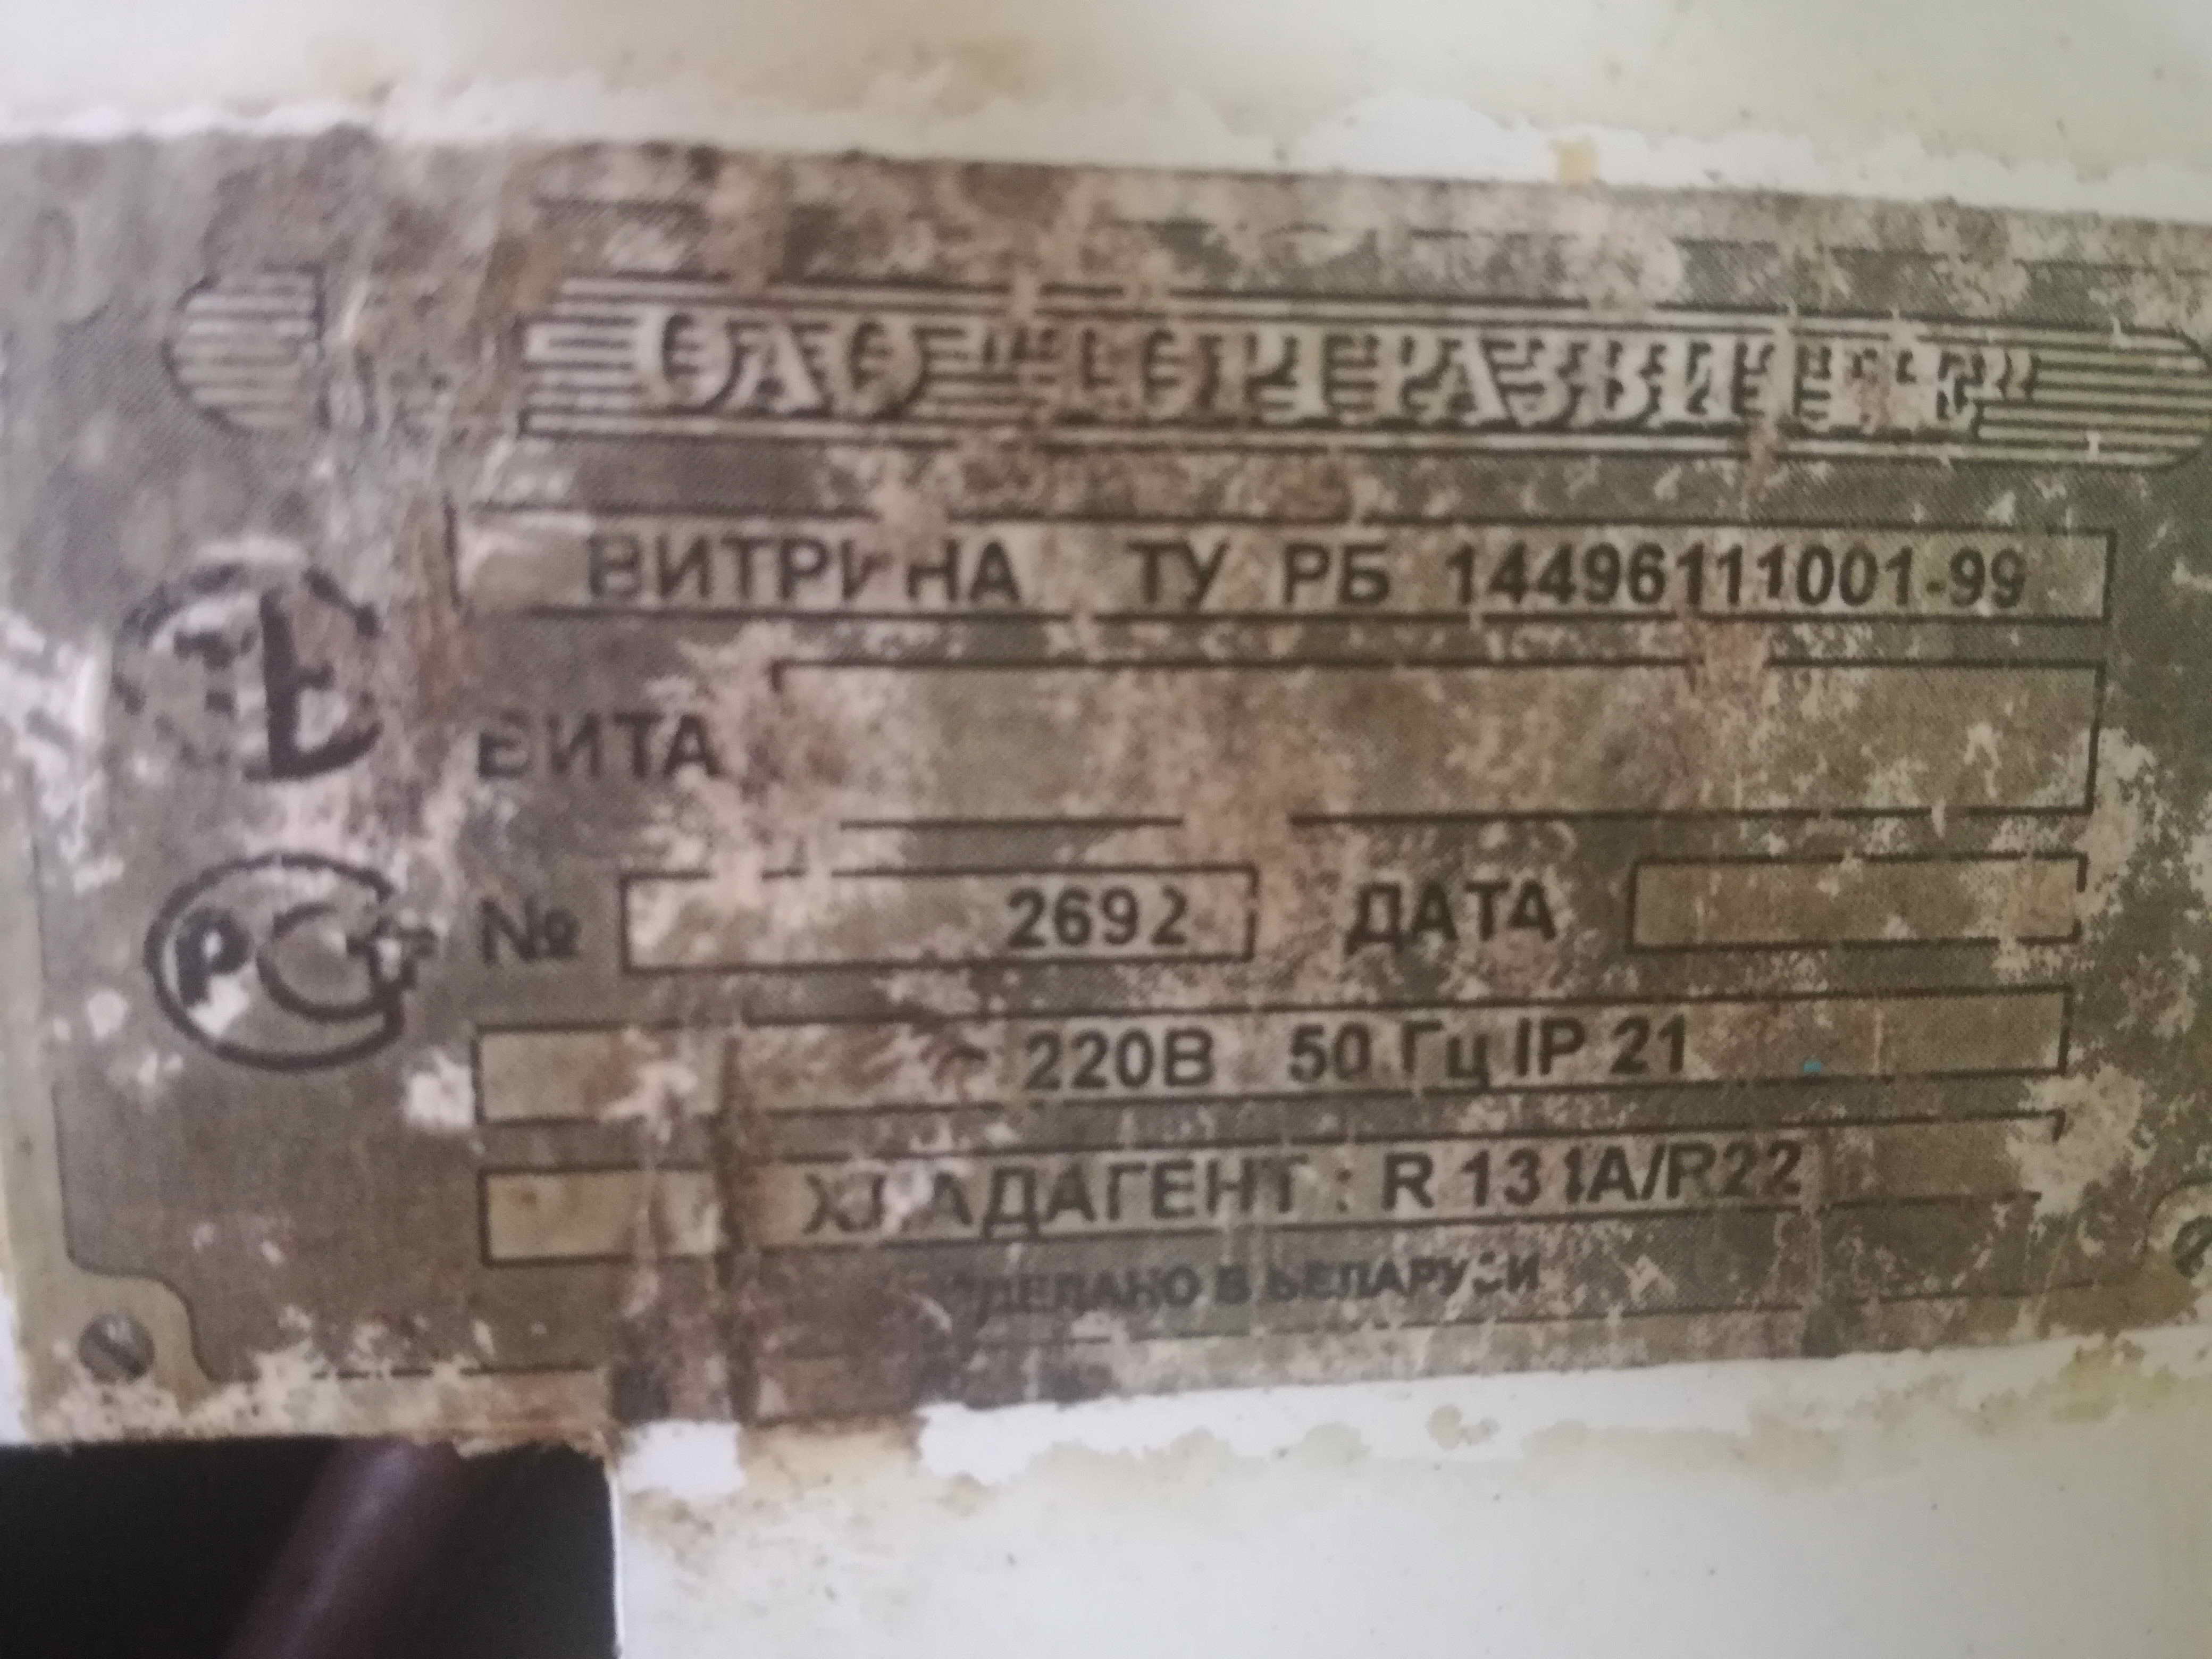 ОАО "ТОРГРАЗВИТИЕ"
ВИТРИНА ТУ РБ 14496111001-99
ВИТА
№ 2692 ДАТА
~ 220В 50 Гц IP 21
ХЛАДАГЕНТ : R 134A/R22
СДЕЛАНО В БЕЛАРУСИ